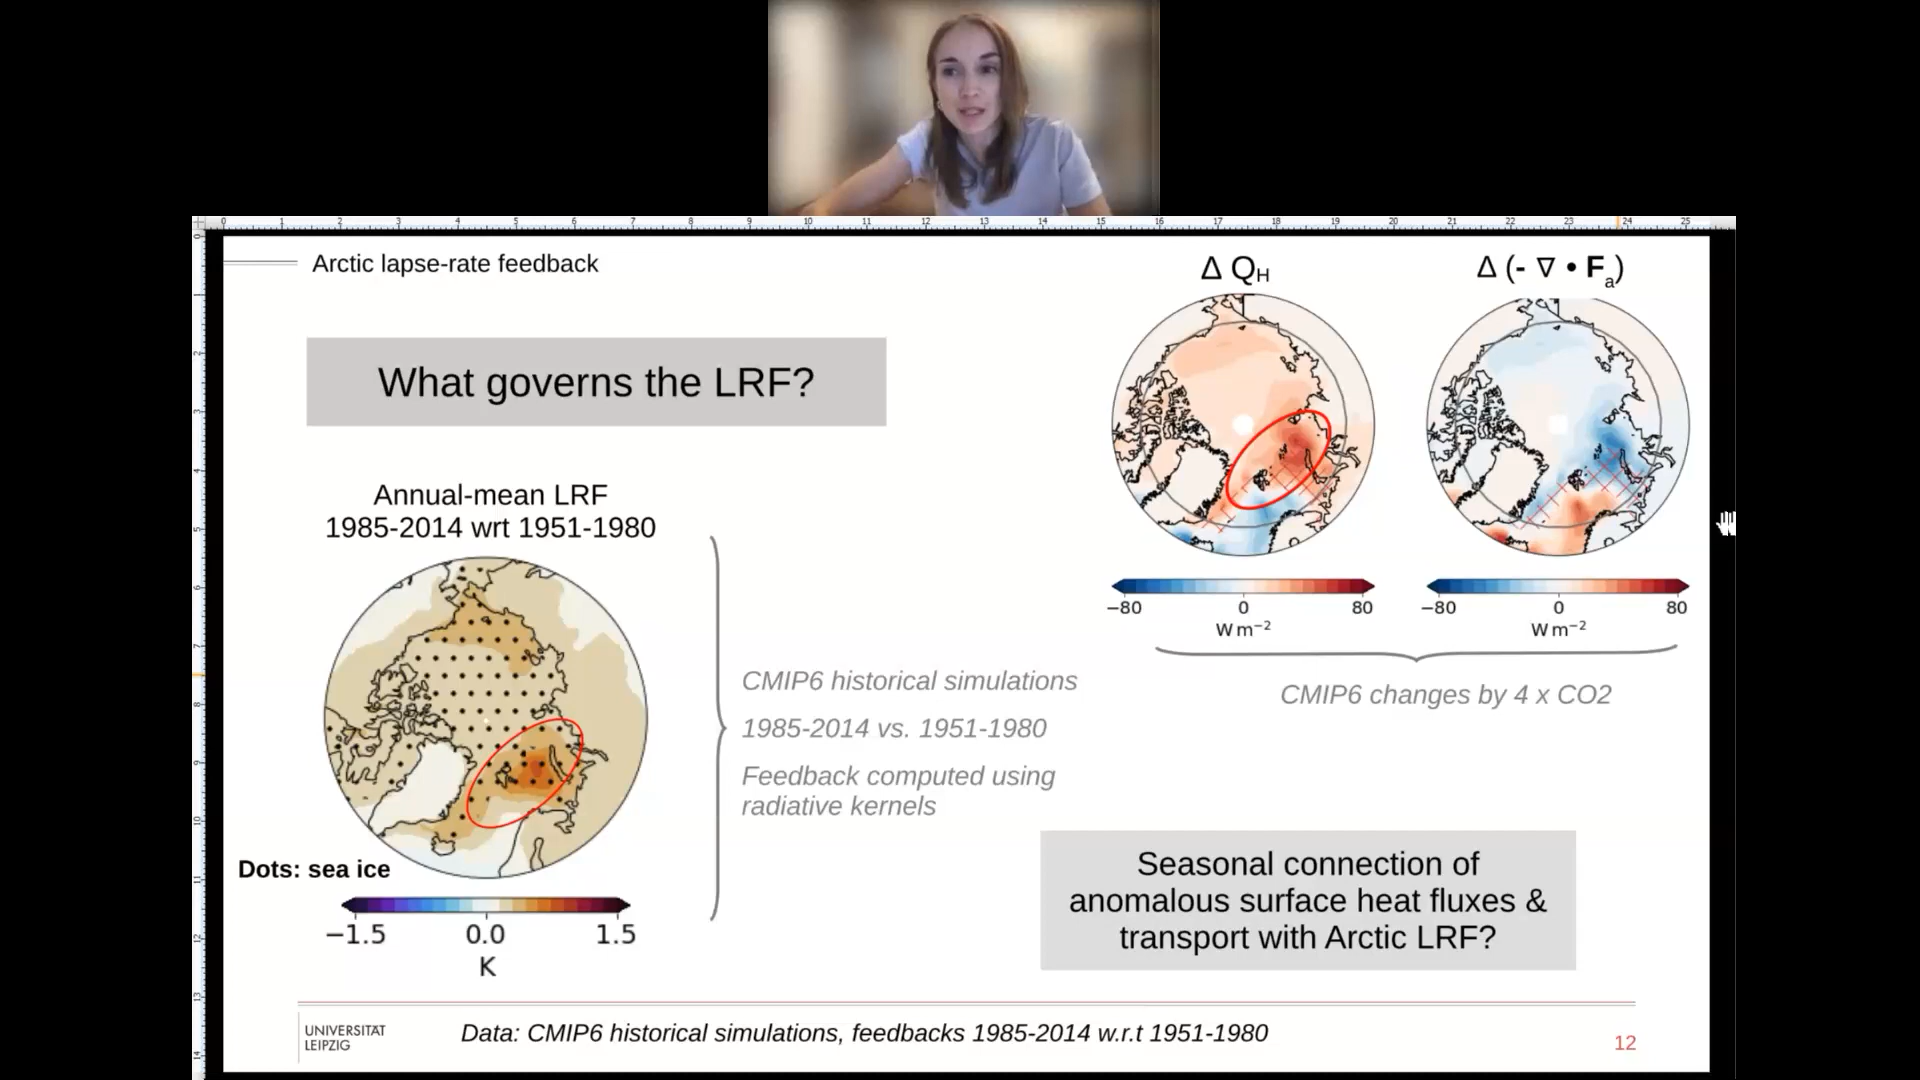 Arctic lapse-rate feedback
What governs the LRF?
Annual-mean LRF
1985-2014 wrt 1951-1980
Dots: sea ice
−1.5 0.0 1.5
K
CMIP6 historical simulations
1985-2014 vs. 1951-1980
Feedback computed using
radiative kernels
Δ QH
−80 0 80
W m−2
Δ (- ∇ • Fa)
−80 0 80
W m−2
CMIP6 changes by 4 x CO2
Seasonal connection of
anomalous surface heat fluxes &
transport with Arctic LRF?
UNIVERSITÄT
LEIPZIG
Data: CMIP6 historical simulations, feedbacks 1985-2014 w.r.t 1951-1980
12